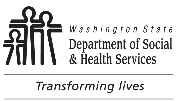 Washington State
Department of Social
& Health Services
Transforming lives